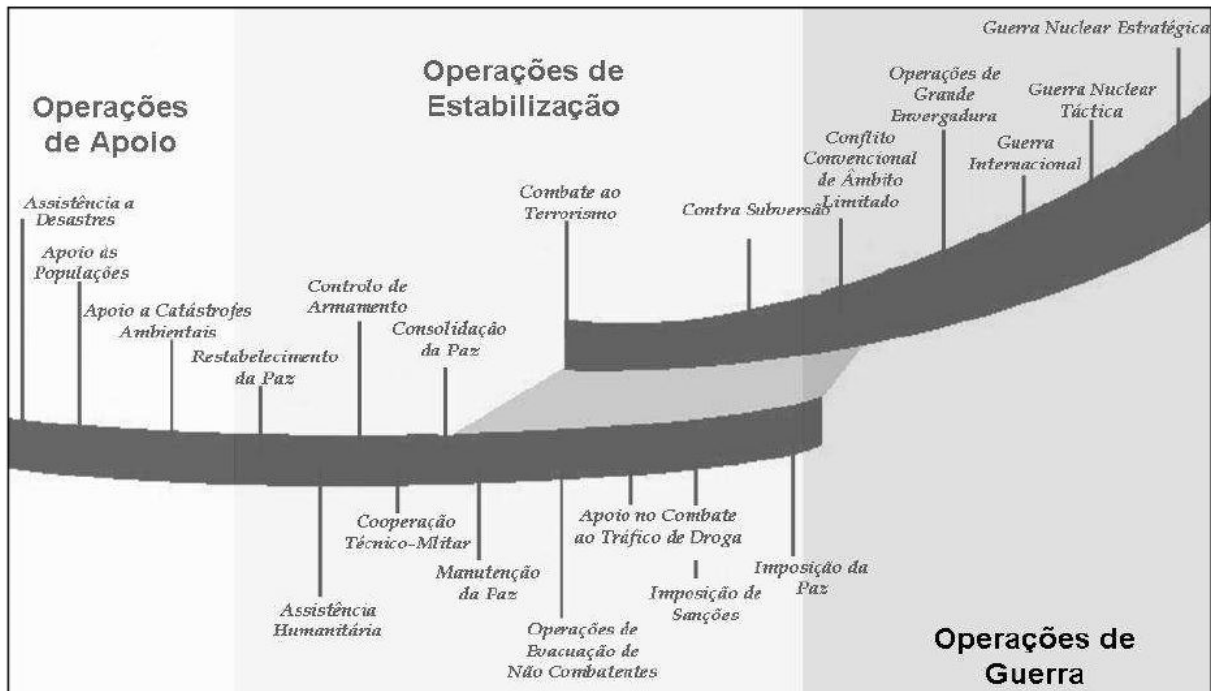 Operações
de Apoio
Assistência a
Desastres
Apoio ás
Populações
Apoio a Catástrofes
Ambientais
Operações de
Estabilização
Restabelecimento
da Paz
Controlo de
Armamento
Consolidação
da Paz
Combate ao
Terrorismo
Contra Subversão
Assistência
Humanitária
Cooperação
Técnico-Mlitar
Manutenção
da Paz
Operações de
Evacuação de
Não Combatentes
Apoio no Combate
ao Tráfico de Droga
Imposição de
Sanções
Imposição da
Paz
Conflito
Convencional
de Âmbito
Limitado
Operações de
Grande
Envergadura
Guerra
Internacional
Guerra Nuclear
Táctica
Guerra Nuclear Estratégica
Operações de
Guerra